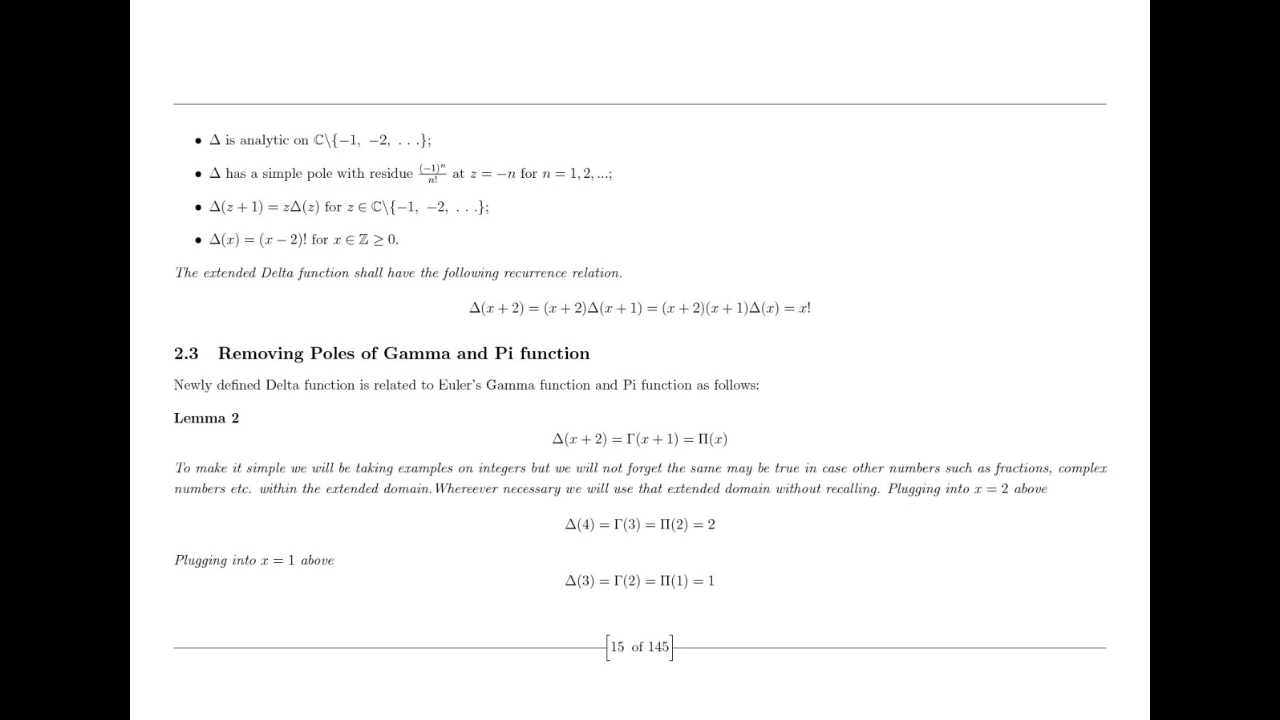 • Δ is analytic on ℂ\{−1, −2, . . .};
• Δ has a simple pole with residue (−1)ⁿ/n! at z = −n for n = 1, 2, ...;
• Δ(z + 1) = zΔ(z) for z ∈ ℂ\{−1, −2, . . .};
• Δ(x) = (x − 2)! for x ∈ ℤ ≥ 0.
The extended Delta function shall have the following recurrence relation.
Δ(x + 2) = (x + 2)Δ(x + 1) = (x + 2)(x + 1)Δ(x) = x!
2.3 Removing Poles of Gamma and Pi function
Newly defined Delta function is related to Euler's Gamma function and Pi function as follows:
Lemma 2
Δ(x + 2) = Γ(x + 1) = Π(x)
To make it simple we will be taking examples on integers but we will not forget the same may be true in case other numbers such as fractions, complex
numbers etc. within the extended domain.Whereever necessary we will use that extended domain without recalling. Plugging into x = 2 above
Δ(4) = Γ(3) = Π(2) = 2
Plugging into x = 1 above
Δ(3) = Γ(2) = Π(1) = 1
[15 of 145]